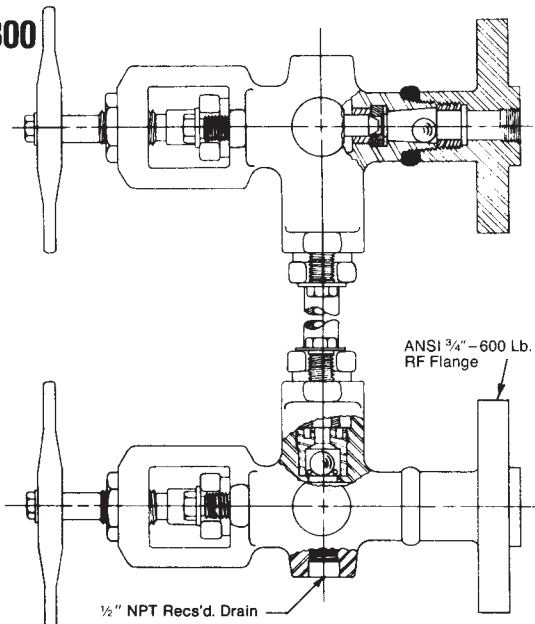 300
ANSI ¾"–600 Lb.
RF Flange
½" NPT Recs'd. Drain